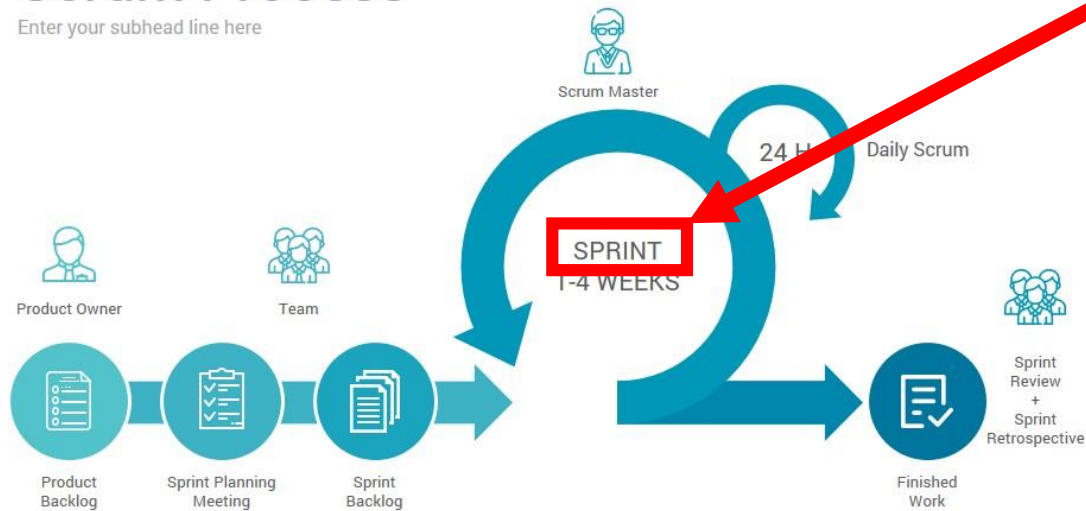 Enter your subhead line here
Scrum Master
24 H
Daily Scrum
SPRINT
1-4 WEEKS
Product Owner
Team
Sprint
Review
+
Sprint
Retrospective
Product
Backlog
Sprint Planning
Meeting
Sprint
Backlog
Finished
Work